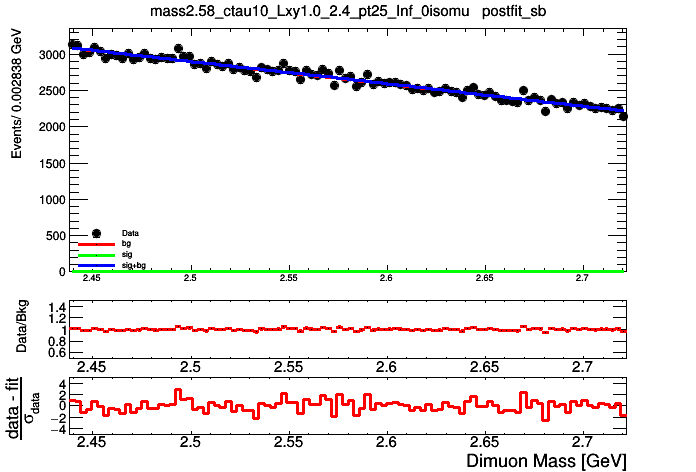 mass2.58_ctau10_Lxy1.0_2.4_pt25_Inf_0isomu postfit_sb
Events/ 0.002838 GeV
3500
3000
2500
2000
1500
1000
500
0
Data
bg
sig
sig+bg
2.45 2.5 2.55 2.6 2.65 2.7
Data/Bkg
1.4
1.2
1
0.8
0.6
2.45 2.5 2.55 2.6 2.65 2.7
data - fit
σdata
4
2
0
−2
−4
2.45 2.5 2.55 2.6 2.65 2.7
Dimuon Mass [GeV]